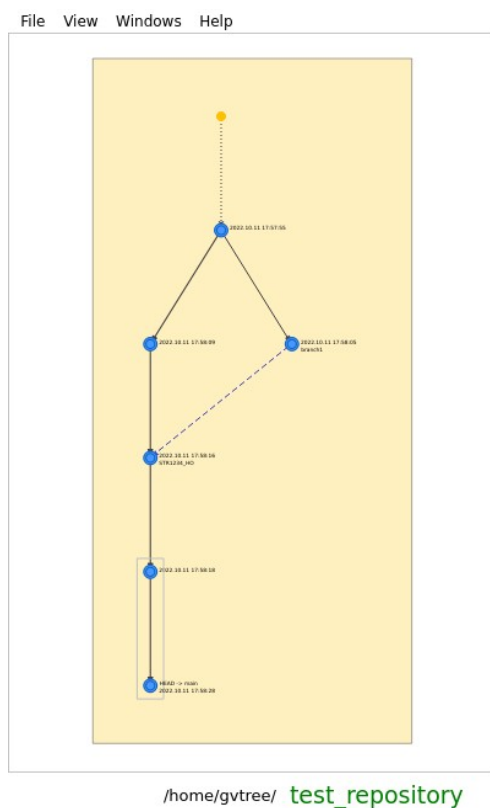 File View Windows Help
2022.10.11 17:57:55
2022.10.11 17:58:09
2022.10.11 17:58:05
branch1
2022.10.11 17:58:16
STR1234_HO
2022.10.11 17:58:18
HEAD -> main
2022.10.11 17:58:28
/home/gvtree/ test_repository